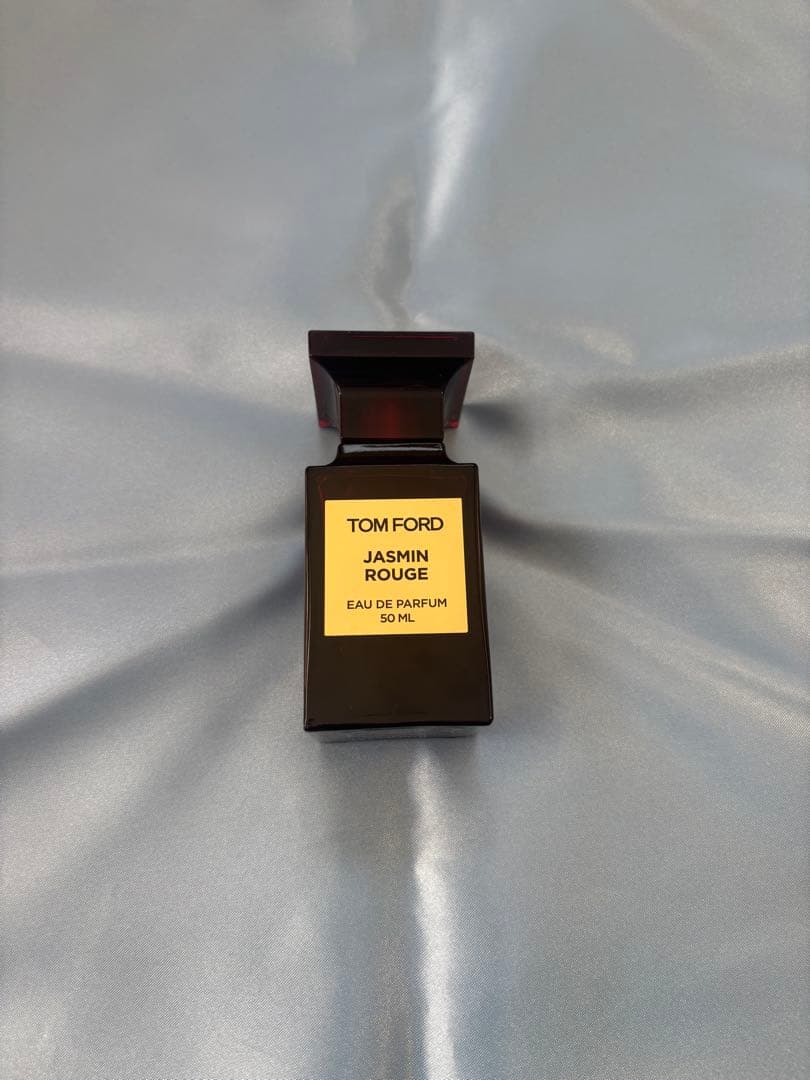 TOM FORD
JASMIN
ROUGE
EAU DE PARFUM
50 ML